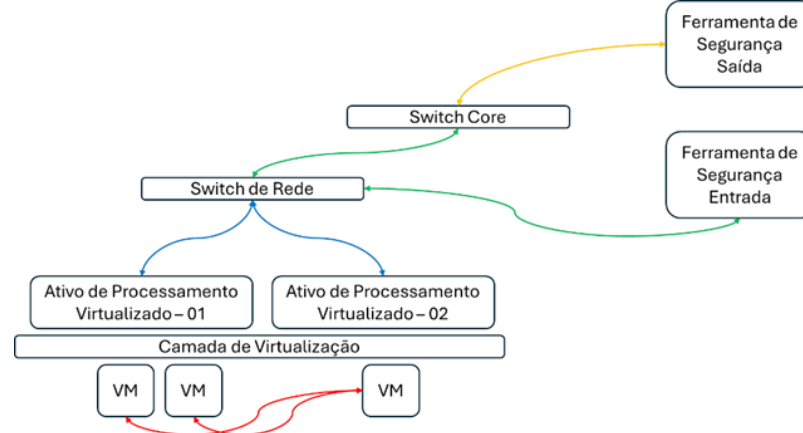 Ferramenta de
Segurança
Saída
Switch Core
Ferramenta de
Segurança
Entrada
Switch de Rede
Ativo de Processamento
Virtualizado – 01
Ativo de Processamento
Virtualizado – 02
Camada de Virtualização
VM
VM
VM